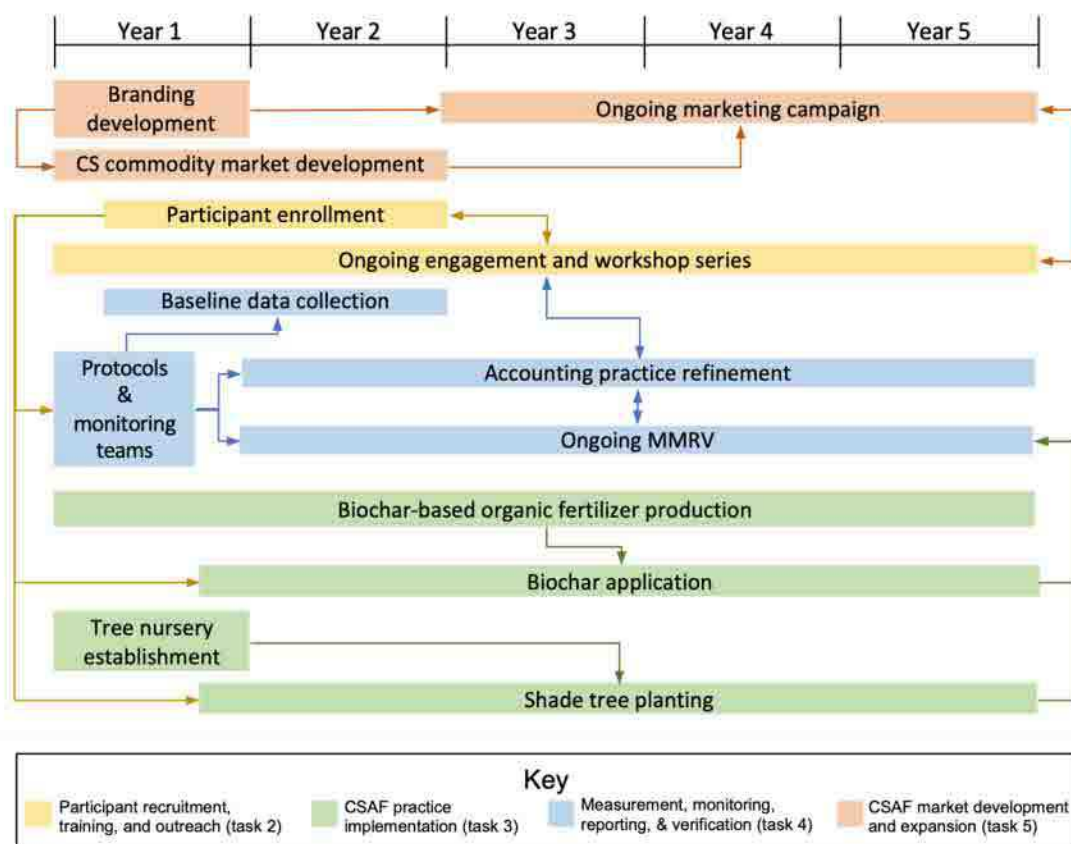 Year 1 Year 2 Year 3 Year 4 Year 5
Branding
development
Ongoing marketing campaign
CS commodity market development
Participant enrollment
Ongoing engagement and workshop series
Baseline data collection
Protocols
&
monitoring
teams
Accounting practice refinement
Ongoing MMRV
Biochar-based organic fertilizer production
Biochar application
Tree nursery
establishment
Shade tree planting
Key
Participant recruitment,
training, and outreach (task 2)
CSAF practice
implementation (task 3)
Measurement, monitoring,
reporting, & verification (task 4)
CSAF market development
and expansion (task 5)